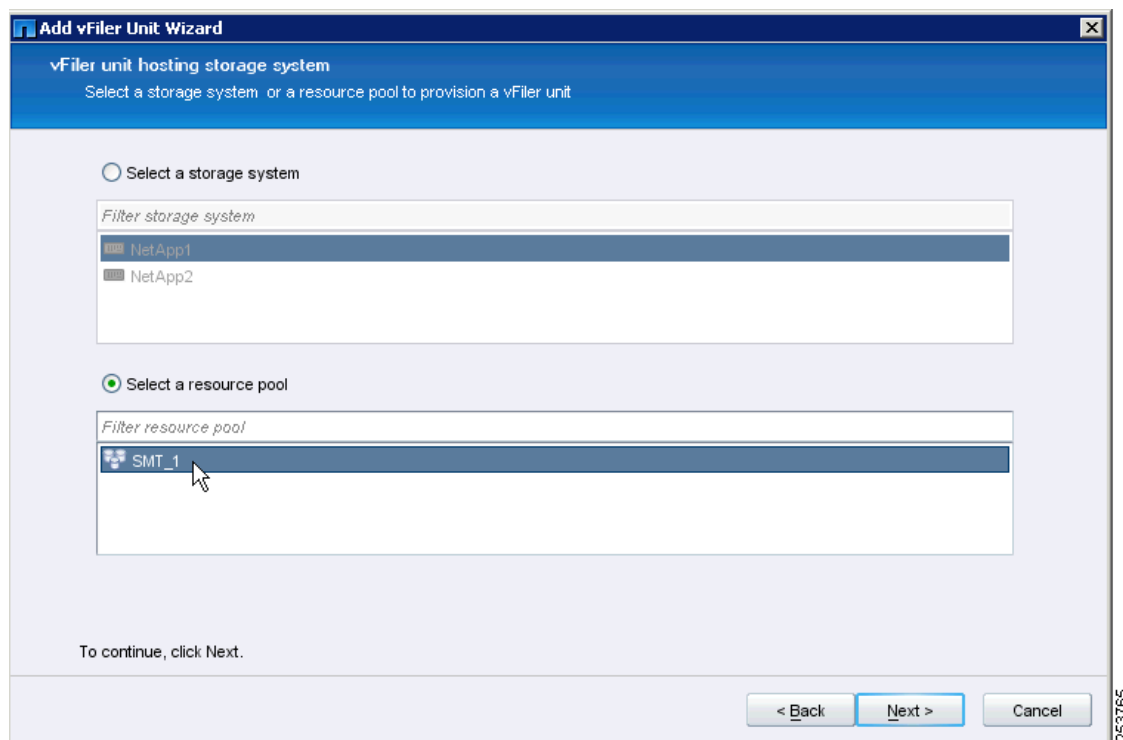 Add vFiler Unit Wizard
vFiler unit hosting storage system
Select a storage system or a resource pool to provision a vFiler unit
Select a storage system
Filter storage system
NetApp1
NetApp2
Select a resource pool
Filter resource pool
SMT_1
To continue, click Next.
< Back Next > Cancel
253765